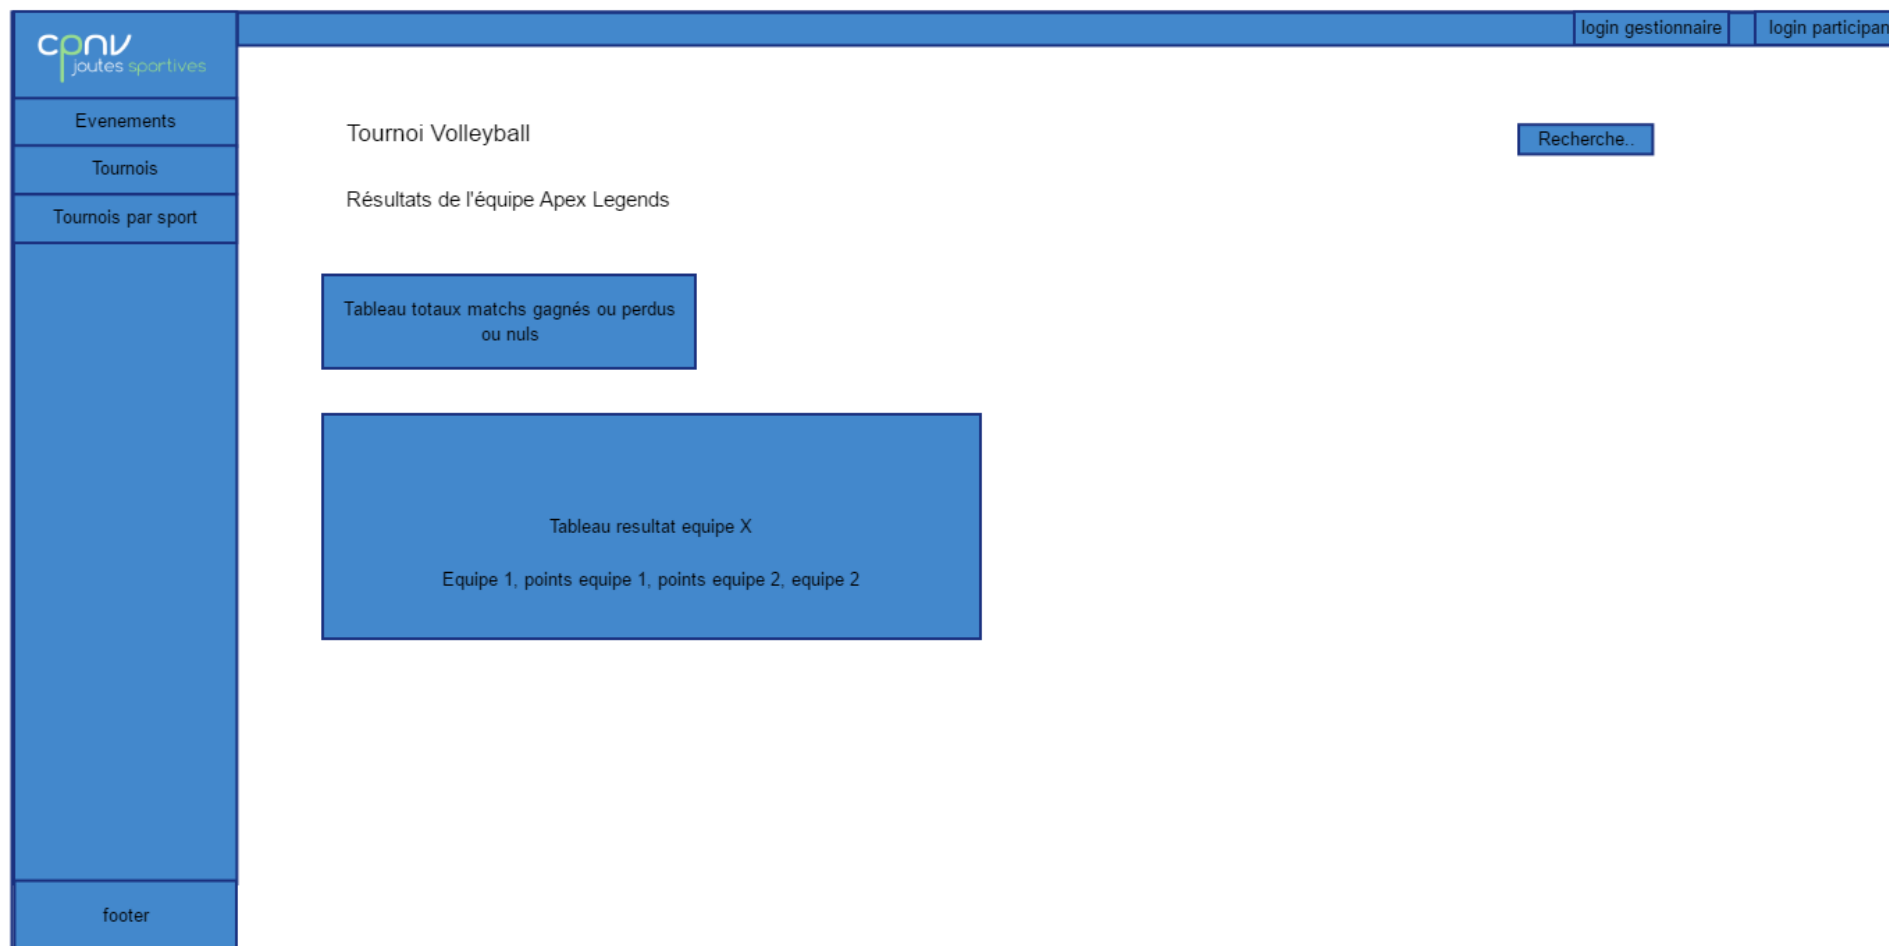 cpnv
joutes sportives
login gestionnaire
login participan
Evenements
Tournois
Tournois par sport
Tournoi Volleyball
Recherche..
Résultats de l'équipe Apex Legends
Tableau totaux matchs gagnés ou perdus
ou nuls
Tableau resultat equipe X
Equipe 1, points equipe 1, points equipe 2, equipe 2
footer